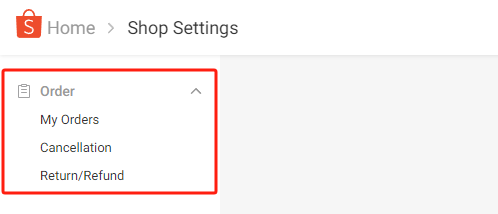 S Home > Shop Settings
Order
My Orders
Cancellation
Return/Refund